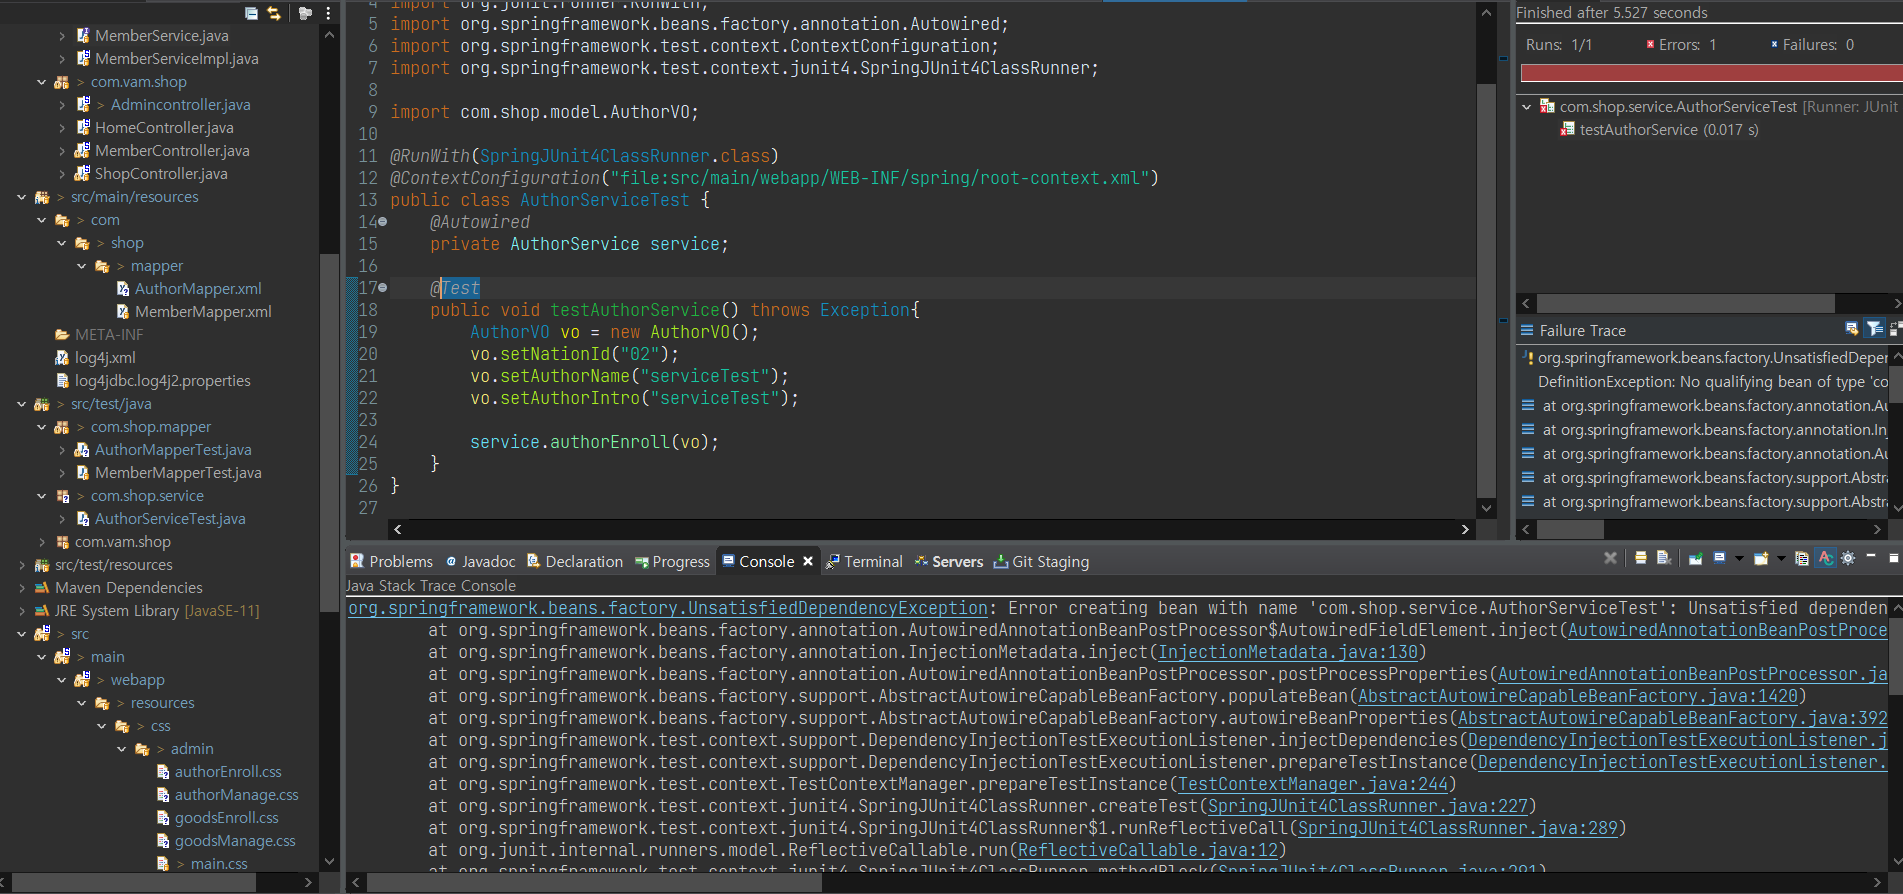 MemberService.java
MemberServiceImpl.java
> com.vam.shop
> Admincontroller.java
HomeController.java
MemberController.java
ShopController.java
> src/main/resources
> com
> shop
> mapper
AuthorMapper.xml
MemberMapper.xml
META-INF
log4j.xml
log4jdbc.log4j2.properties
> src/test/java
> com.shop.mapper
AuthorMapperTest.java
MemberMapperTest.java
> com.shop.service
AuthorServiceTest.java
com.vam.shop
src/test/resources
Maven Dependencies
JRE System Library [JavaSE-11]
> src
> main
> webapp
> resources
> css
> admin
authorEnroll.css
authorManage.css
goodsEnroll.css
goodsManage.css
> main.css
4 import org.junit.runner.RunWith;
5 import org.springframework.beans.factory.annotation.Autowired;
6 import org.springframework.test.context.ContextConfiguration;
7 import org.springframework.test.context.junit4.SpringJUnit4ClassRunner;
8
9 import com.shop.model.AuthorVO;
10
11 @RunWith(SpringJUnit4ClassRunner.class)
12 @ContextConfiguration("file:src/main/webapp/WEB-INF/spring/root-context.xml")
13 public class AuthorServiceTest {
14 @Autowired
15 private AuthorService service;
16
17 @Test
18 public void testAuthorService() throws Exception{
19 AuthorVO vo = new AuthorVO();
20 vo.setNationId("02");
21 vo.setAuthorName("serviceTest");
22 vo.setAuthorIntro("serviceTest");
23
24 service.authorEnroll(vo);
25 }
26 }
27
Finished after 5.527 seconds
Runs: 1/1 Errors: 1 Failures: 0
com.shop.service.AuthorServiceTest [Runner: JUnit
testAuthorService (0.017 s)
Failure Trace
org.springframework.beans.factory.UnsatisfiedDeper
DefinitionException: No qualifying bean of type 'co
at org.springframework.beans.factory.annotation.Au
at org.springframework.beans.factory.annotation.In
at org.springframework.beans.factory.annotation.Au
at org.springframework.beans.factory.support.Abstr
at org.springframework.beans.factory.support.Abstr
Problems @ Javadoc Declaration Progress Console Terminal Servers Git Staging
Java Stack Trace Console
org.springframework.beans.factory.UnsatisfiedDependencyException: Error creating bean with name 'com.shop.service.AuthorServiceTest': Unsatisfied dependen
at org.springframework.beans.factory.annotation.AutowiredAnnotationBeanPostProcessor$AutowiredFieldElement.inject(AutowiredAnnotationBeanPostProce
at org.springframework.beans.factory.annotation.InjectionMetadata.inject(InjectionMetadata.java:130)
at org.springframework.beans.factory.annotation.AutowiredAnnotationBeanPostProcessor.postProcessProperties(AutowiredAnnotationBeanPostProcessor.ja
at org.springframework.beans.factory.support.AbstractAutowireCapableBeanFactory.populateBean(AbstractAutowireCapableBeanFactory.java:1420)
at org.springframework.beans.factory.support.AbstractAutowireCapableBeanFactory.autowireBeanProperties(AbstractAutowireCapableBeanFactory.java:392
at org.springframework.test.context.support.DependencyInjectionTestExecutionListener.injectDependencies(DependencyInjectionTestExecutionListener.j
at org.springframework.test.context.support.DependencyInjectionTestExecutionListener.prepareTestInstance(DependencyInjectionTestExecutionListener.
at org.springframework.test.context.TestContextManager.prepareTestInstance(TestContextManager.java:244)
at org.springframework.test.context.junit4.SpringJUnit4ClassRunner.createTest(SpringJUnit4ClassRunner.java:227)
at org.springframework.test.context.junit4.SpringJUnit4ClassRunner$1.runReflectiveCall(SpringJUnit4ClassRunner.java:289)
at org.junit.internal.runners.model.ReflectiveCallable.run(ReflectiveCallable.java:12)
at org.springframework.test.context.junit4.SpringJUnit4ClassRunner.methodBlock(SpringJUnit4ClassRunner.java:291)